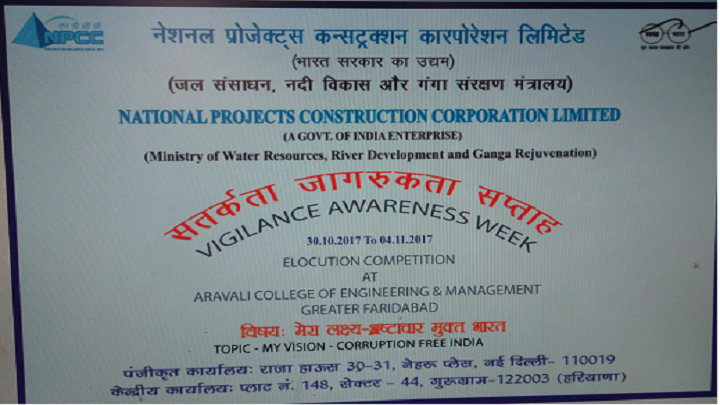 एन पी सी सी
NPCC
नेशनल प्रोजेक्ट्स कन्सट्रक्शन कारपोरेशन लिमिटेड
(भारत सरकार का उद्यम)
(जल संसाधन, नदी विकास और गंगा संरक्षण मंत्रालय)
NATIONAL PROJECTS CONSTRUCTION CORPORATION LIMITED
(A GOVT. OF INDIA ENTERPRISE)
(Ministry of Water Resources, River Development and Ganga Rejuvenation)
सतर्कता जागरुकता सप्ताह
VIGILANCE AWARENESS WEEK
30.10.2017 To 04.11.2017
ELOCUTION COMPETITION
AT
ARAVALI COLLEGE OF ENGINEERING & MANAGEMENT
GREATER FARIDABAD
विषय: मेरा लक्ष्य-भ्रष्टाचार मुक्त भारत
TOPIC - MY VISION - CORRUPTION FREE INDIA
पंजीकृत कार्यालय: राजा हाऊस 30-31, नेहरू प्लेस, नई दिल्ली- 110019
केन्द्रीय कार्यालय: प्लाट नं. 148, सेक्टर - 44, गुरूग्राम-122003 (हरियाणा)